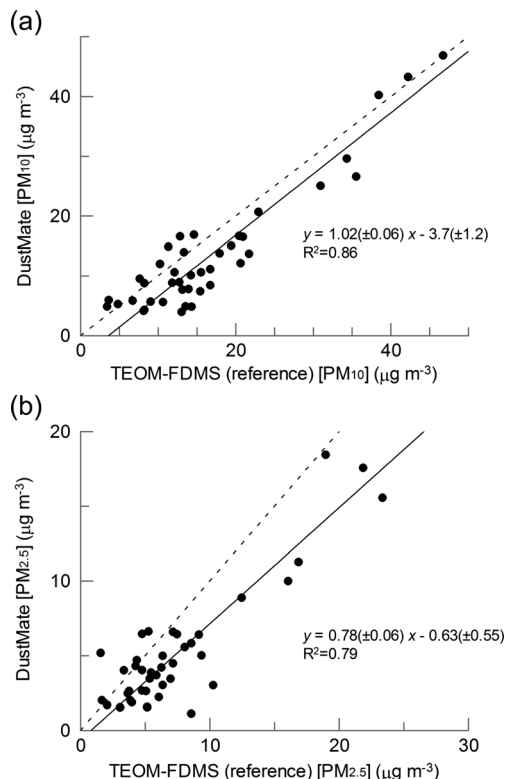 (a)
40
20
0
DustMate [PM10] (μg m-3)
y = 1.02(±0.06) x - 3.7(±1.2)
R2=0.86
0
20
40
TEOM-FDMS (reference) [PM10] (μg m-3)
(b)
20
10
0
DustMate [PM2.5] (μg m-3)
y = 0.78(±0.06) x - 0.63(±0.55)
R2=0.79
0
10
20
30
TEOM-FDMS (reference) [PM2.5] (μg m-3)